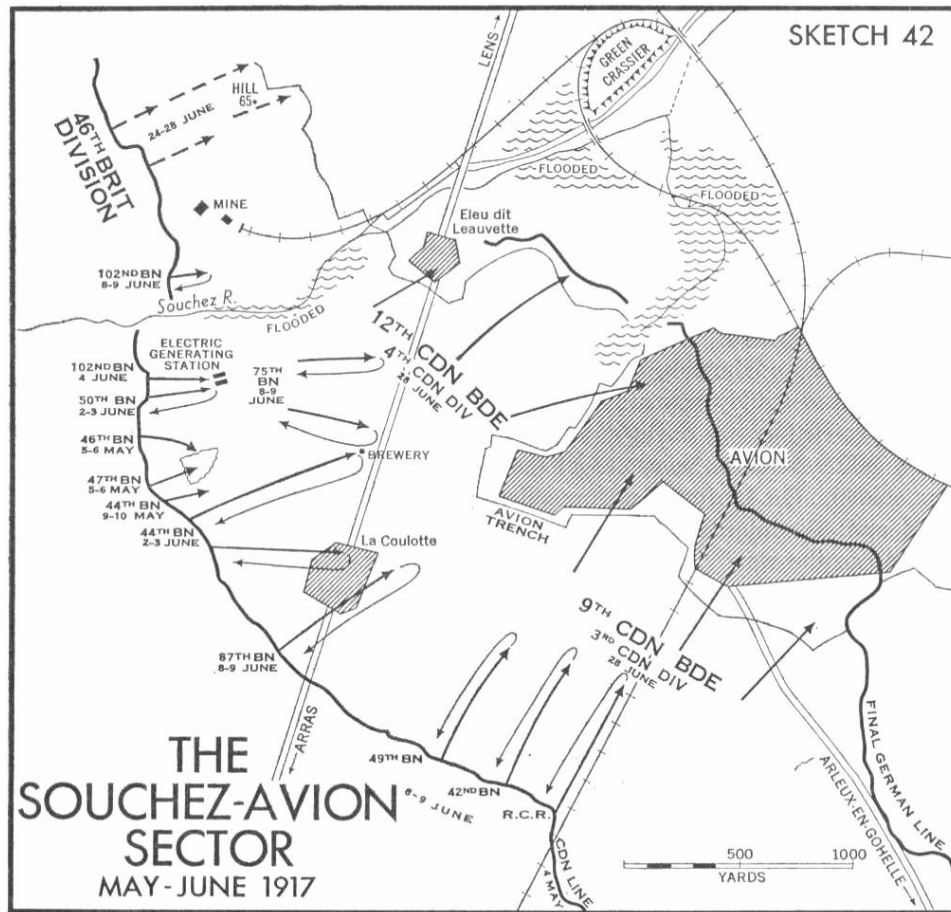 SKETCH 42
LENS
GREEN
CRASSIER
HILL
65
24-28 JUNE
46TH BRIT
DIVISION
MINE
FLOODED
FLOODED
Eleu dit
Leauvette
102ND BN
8-9 JUNE
Souchez R.
FLOODED
ELECTRIC
GENERATING
STATION
102ND BN
4 JUNE
75TH
BN
8-9
JUNE
50TH BN
2-3 JUNE
12TH CDN BDE
4TH CDN DIV
28 JUNE
46TH BN
5-6 MAY
BREWERY
AVION
47TH BN
5-6 MAY
44TH BN
9-10 MAY
AVION
TRENCH
44TH BN
2-3 JUNE
La Coulotte
9TH CDN BDE
3RD CDN DIV
28 JUNE
87TH BN
8-9 JUNE
ARRAS
49TH BN
8-9 JUNE
42ND BN
R.C.R.
CDN LINE
4 MAY
FINAL GERMAN LINE
ARLEUX-EN-GOHELLE
THE
SOUCHEZ-AVION
SECTOR
MAY-JUNE 1917
500 1000
YARDS